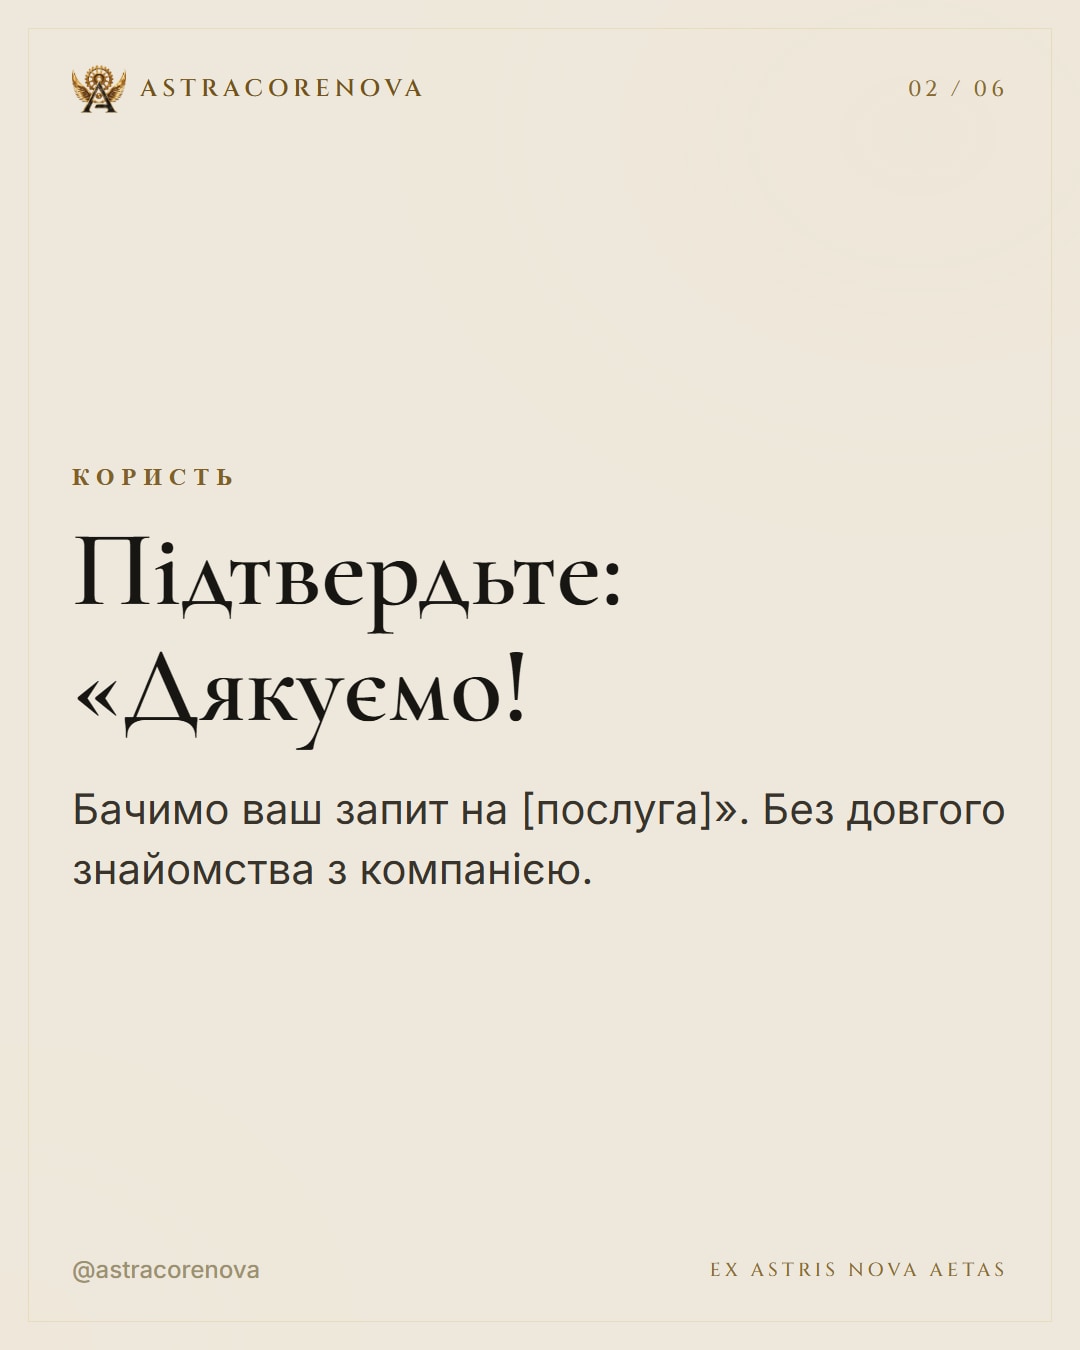 ASTRACORENOVA
02 / 06
КОРИСТЬ
Підтвердьте:
«Дякуємо!
Бачимо ваш запит на [послуга]». Без довгого
знайомства з компанією.
@astracorenova
EX ASTRIS NOVA AETAS